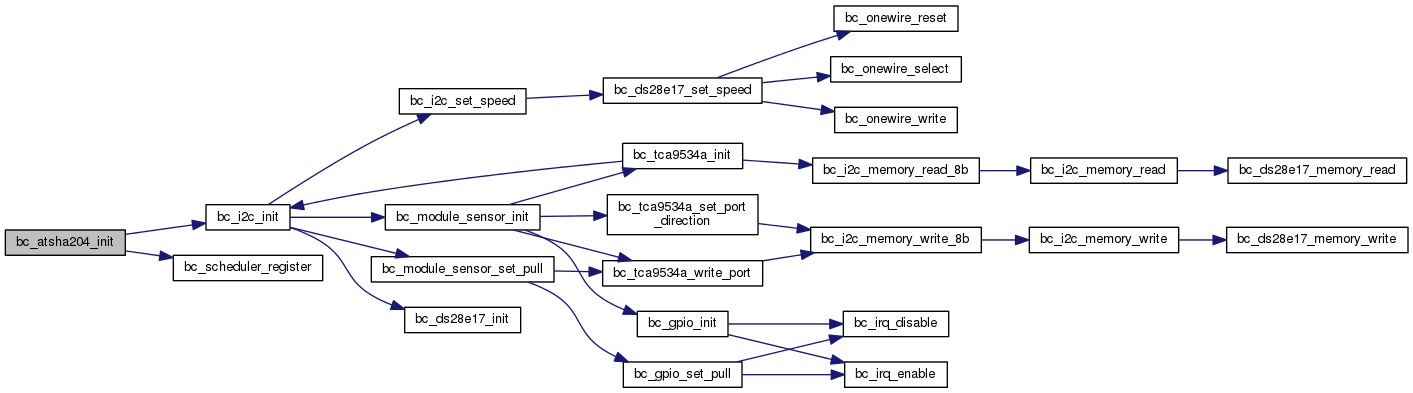 bc_onewire_reset
bc_onewire_select
bc_ds28e17_set_speed
bc_i2c_set_speed
bc_onewire_write
bc_tca9534a_init
bc_i2c_memory_read_8b
bc_i2c_memory_read
bc_ds28e17_memory_read
bc_i2c_init
bc_module_sensor_init
bc_tca9534a_set_port
_direction
bc_atsha204_init
bc_i2c_memory_write_8b
bc_i2c_memory_write
bc_ds28e17_memory_write
bc_scheduler_register
bc_module_sensor_set_pull
bc_tca9534a_write_port
bc_ds28e17_init
bc_gpio_init
bc_irq_disable
bc_gpio_set_pull
bc_irq_enable